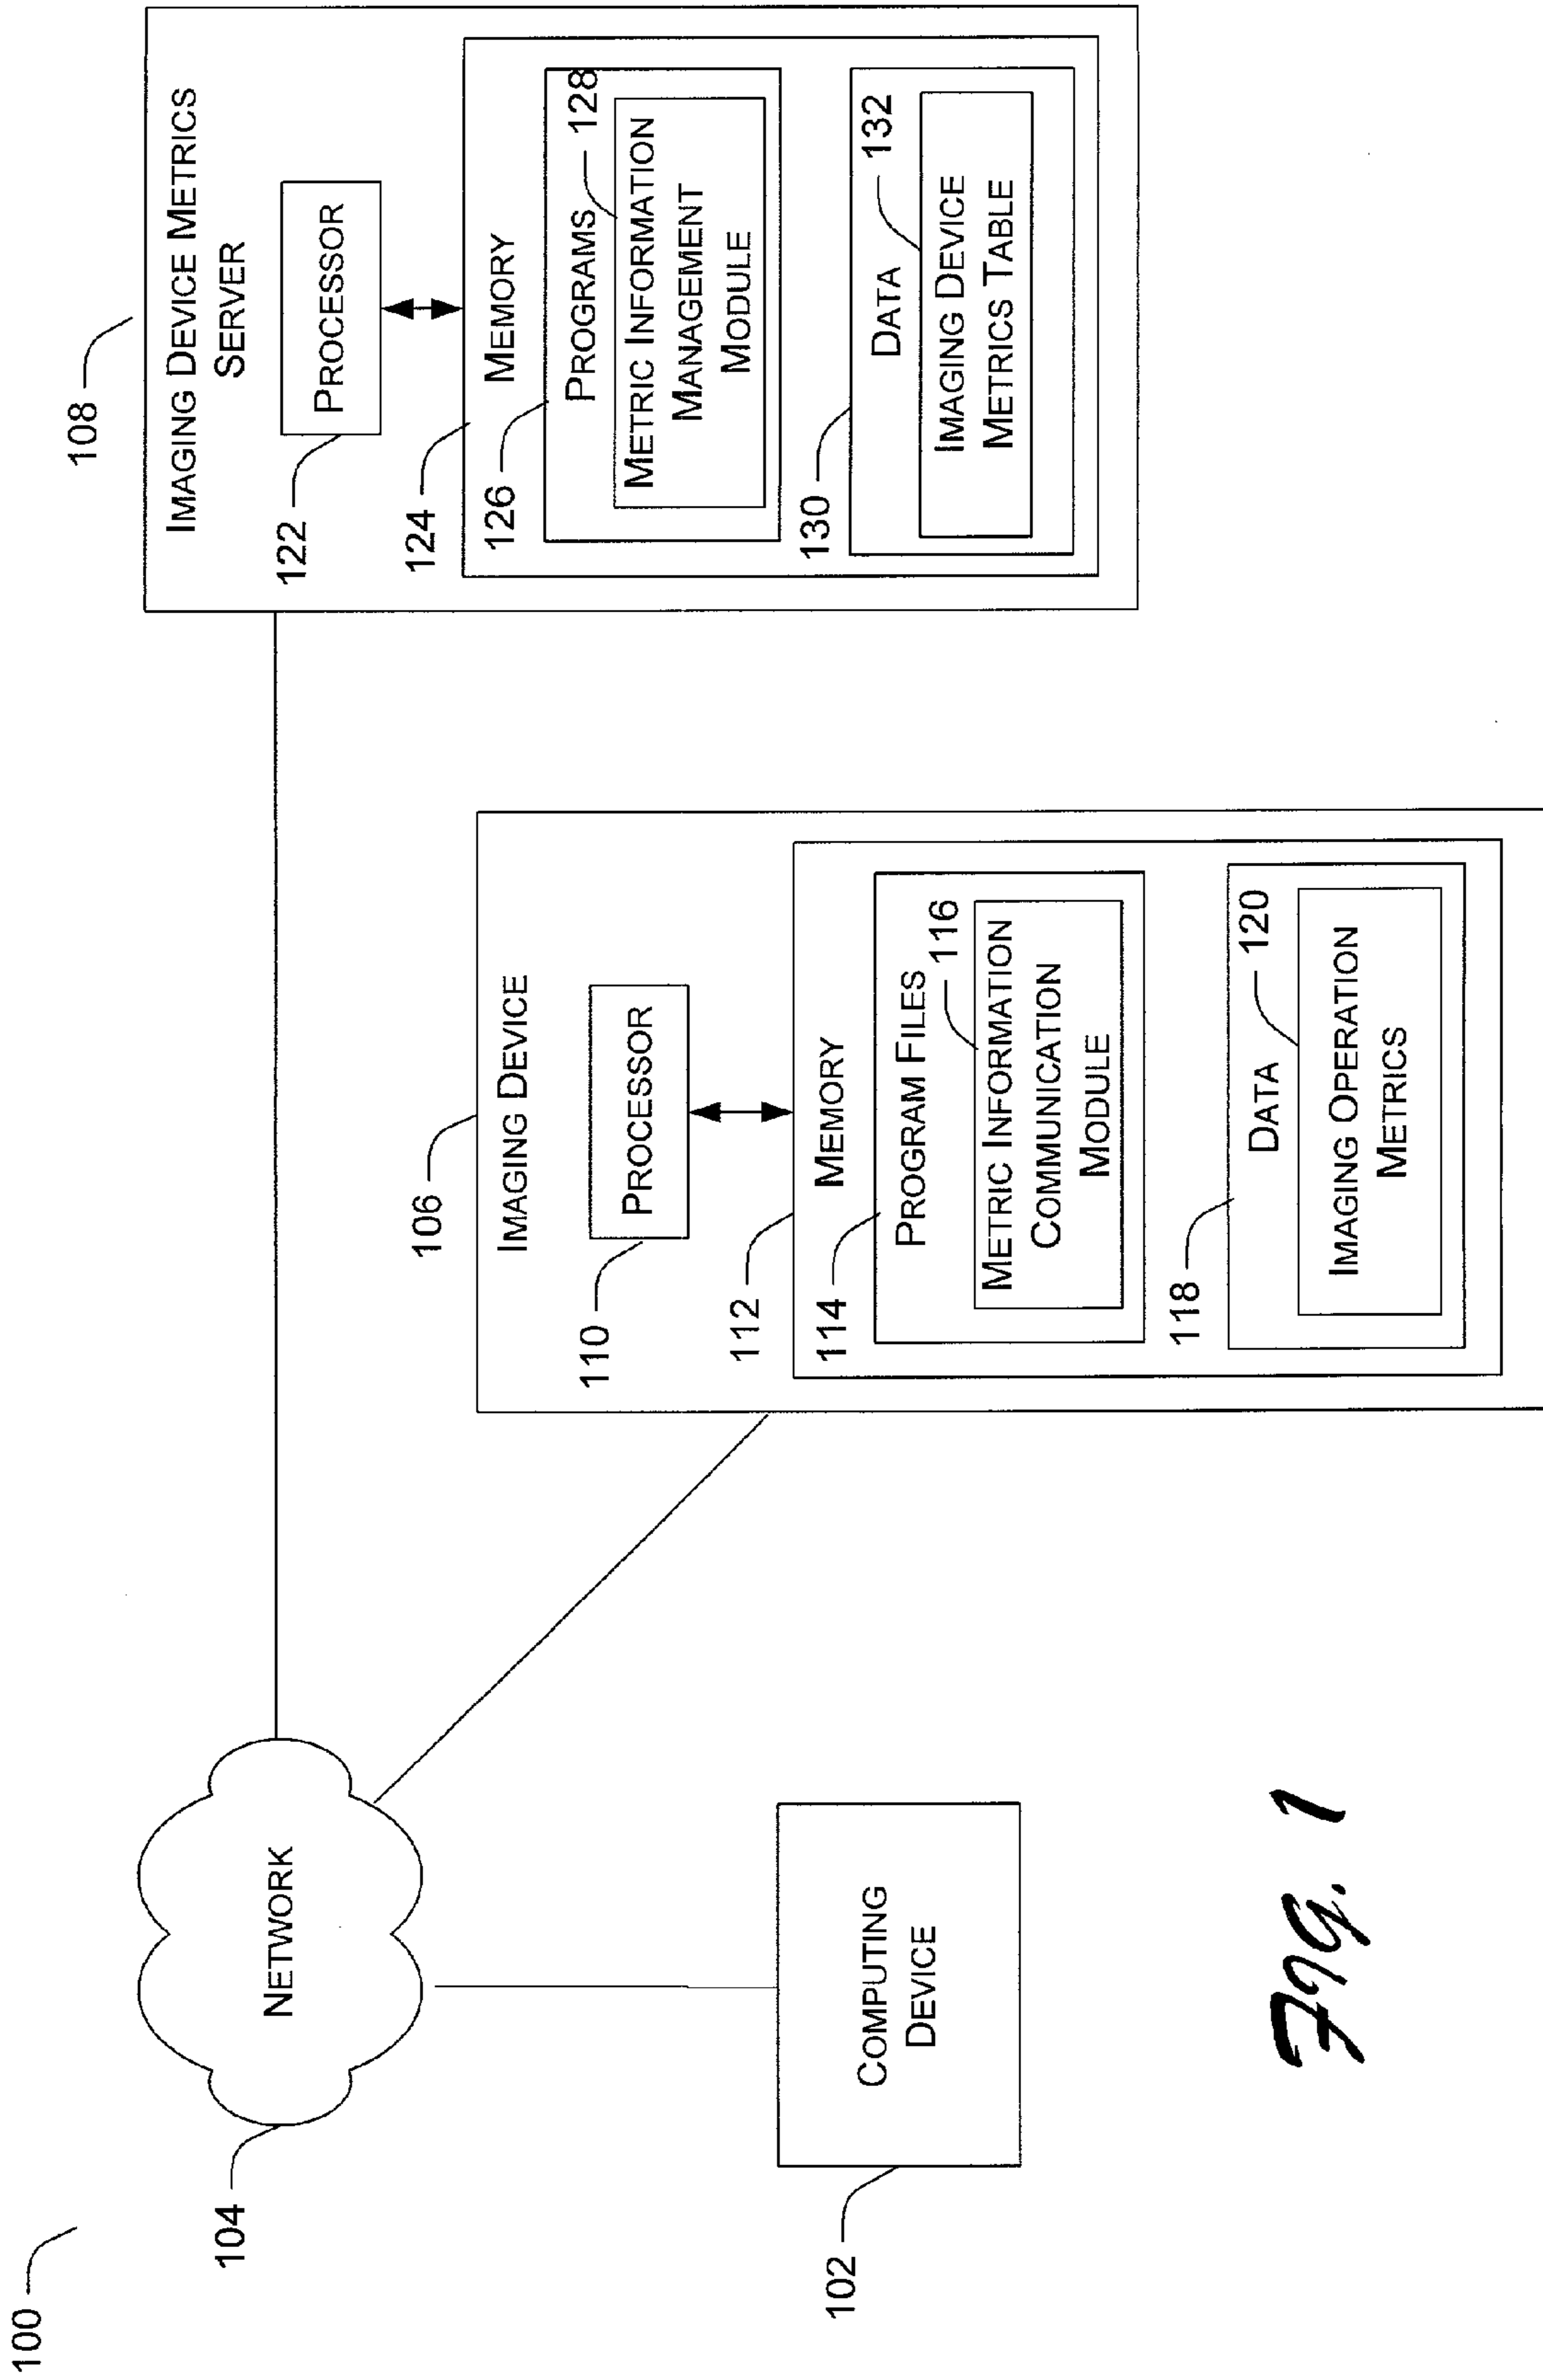 100
104
NETWORK
102
COMPUTING
DEVICE
106
IMAGING DEVICE
110
PROCESSOR
112
MEMORY
114
PROGRAM FILES
116
METRIC INFORMATION
COMMUNICATION
MODULE
118
DATA
120
IMAGING OPERATION
METRICS
108
IMAGING DEVICE METRICS
SERVER
122
PROCESSOR
124
MEMORY
126
PROGRAMS
128
METRIC INFORMATION
MANAGEMENT
MODULE
130
DATA
132
IMAGING DEVICE
METRICS TABLE
FIG. 1